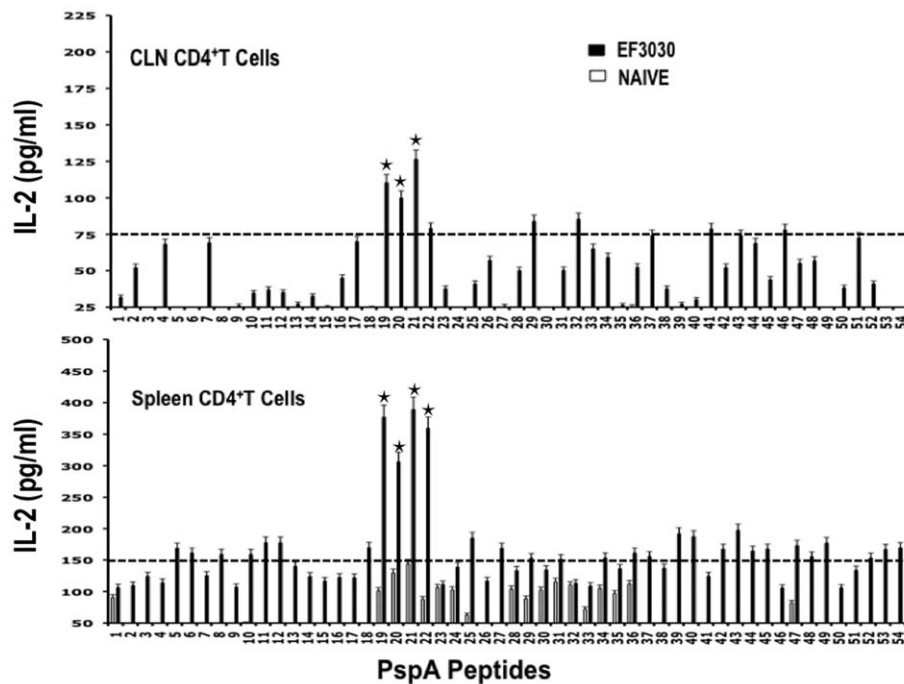 225
200
175
150
125
100
75
50
25
IL-2 (pg/ml)
CLN CD4⁺T Cells
EF3030
NAIVE
★
★
★
1 2 3 4 5 6 7 8 9 10 11 12 13 14 15 16 17 18 19 20 21 22 23 24 25 26 27 28 29 30 31 32 33 34 35 36 37 38 39 40 41 42 43 44 45 46 47 48 49 50 51 52 53 54
500
450
400
350
300
250
200
150
100
50
IL-2 (pg/ml)
Spleen CD4⁺T Cells
★
★
★
★
1 2 3 4 5 6 7 8 9 10 11 12 13 14 15 16 17 18 19 20 21 22 23 24 25 26 27 28 29 30 31 32 33 34 35 36 37 38 39 40 41 42 43 44 45 46 47 48 49 50 51 52 53 54
PspA Peptides